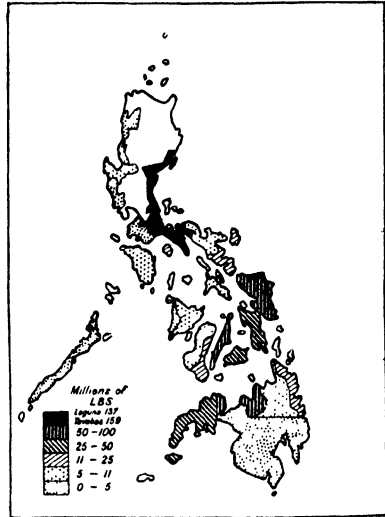 Millions of
LBS.
Laguna 137
Tayabas 159
50 - 100
25 - 50
11 - 25
5 - 11
0 - 5